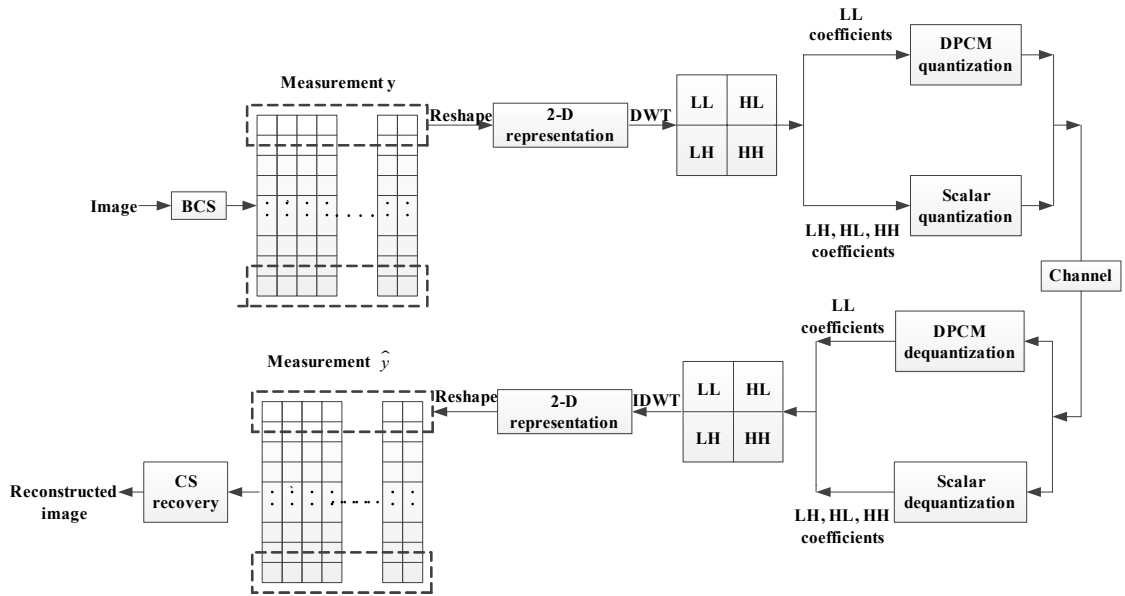 LL
coefficients
DPCM
quantization
Measurement y
Reshape
2-D
representation
DWT
LL
HL
LH
HH
Image
BCS
Scalar
quantization
LH, HL, HH
coefficients
Channel
LL
coefficients
DPCM
dequantization
Measurement ŷ
Reshape
2-D
representation
IDWT
LL
HL
LH
HH
Reconstructed
image
CS
recovery
Scalar
dequantization
LH, HL, HH
coefficients